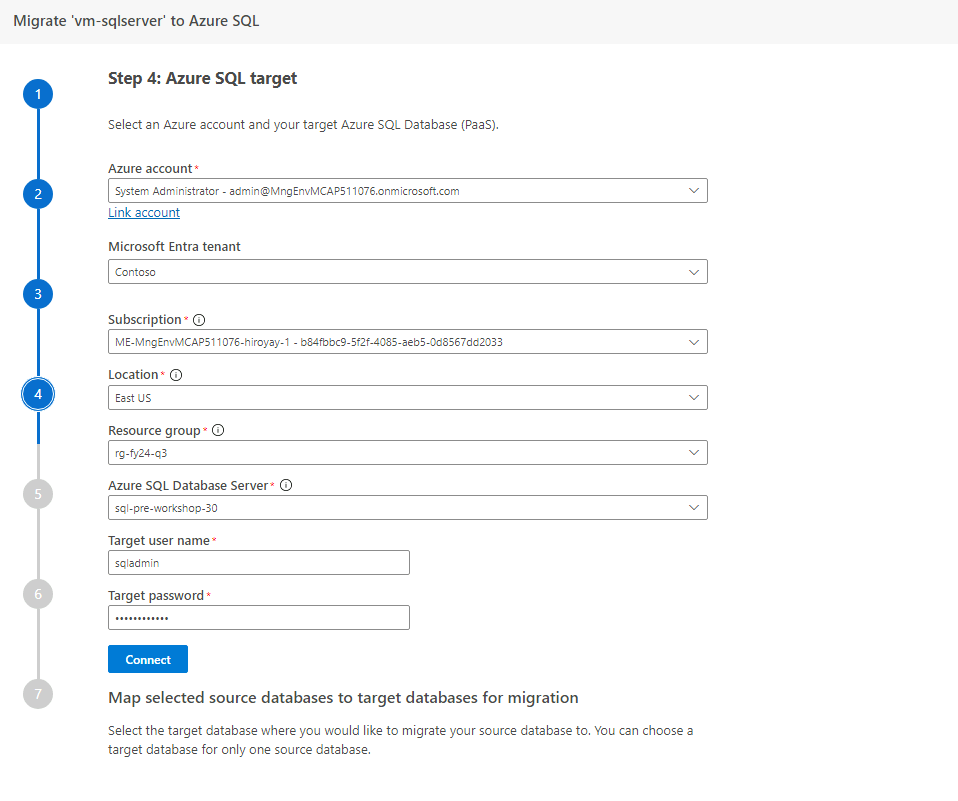 Migrate 'vm-sqlserver' to Azure SQL
1
2
3
4
5
6
7
Step 4: Azure SQL target
Select an Azure account and your target Azure SQL Database (PaaS).
Azure account*
System Administrator - admin@MngEnvMCAP511076.onmicrosoft.com
Link account
Microsoft Entra tenant
Contoso
Subscription*
ME-MngEnvMCAP511076-hiroyay-1 - b84fbbc9-5f2f-4085-aeb5-0d8567dd2033
Location*
East US
Resource group*
rg-fy24-q3
Azure SQL Database Server*
sql-pre-workshop-30
Target user name*
sqladmin
Target password*
••••••••••••
Connect
Map selected source databases to target databases for migration
Select the target database where you would like to migrate your source database to. You can choose a
target database for only one source database.